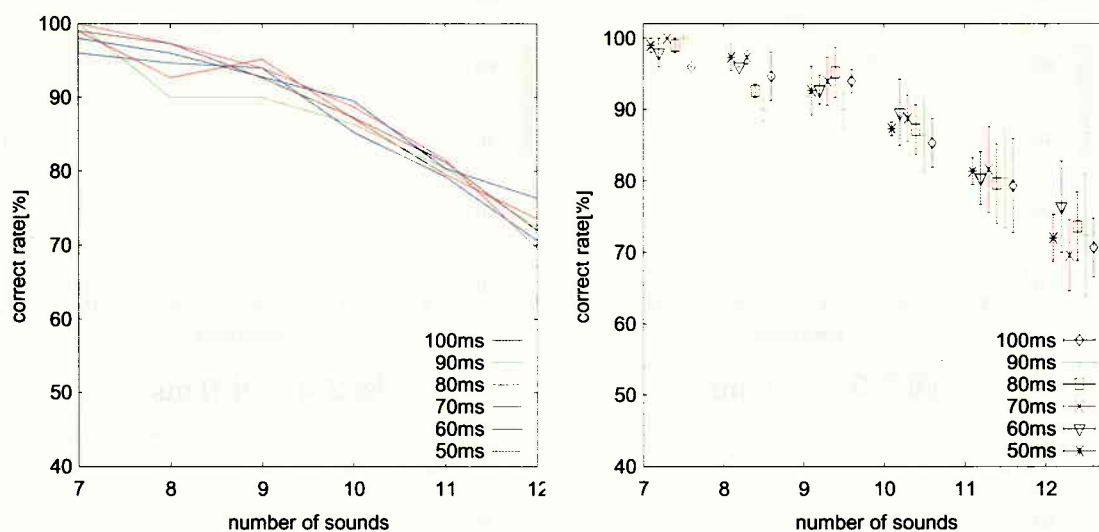 100
90
80
70
60
50
40
correct rate[%]
100ms
90ms
80ms
70ms
60ms
50ms
7 8 9 10 11 12
number of sounds
100
90
80
70
60
50
40
correct rate[%]
100ms
90ms
80ms
70ms
60ms
50ms
7 8 9 10 11 12
number of sounds